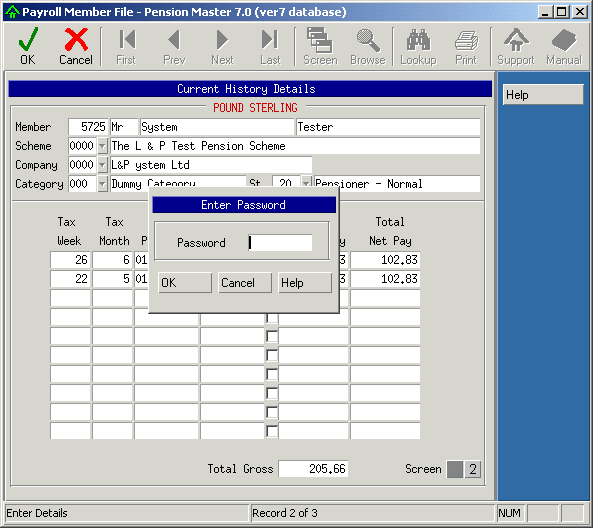 Payroll Member File - Pension Master 7.0 (ver7 database)
OK Cancel First Prev Next Last Screen Browse Lookup Print Support Manual
Current History Details
Help
POUND STERLING
Member 5725 Mr System Tester
Scheme 0000 The L & P Test Pension Scheme
Company 0000 L&P ystem Ltd
Category 000 Dummy Category St 20 Pensioner - Normal
Enter Password
Password
OK Cancel Help
Tax Tax Total
Week Month P y Net Pay
26 6 01 3 102.83
22 5 01 3 102.83
Total Gross 205.66 Screen 2
Enter Details Record 2 of 3 NUM